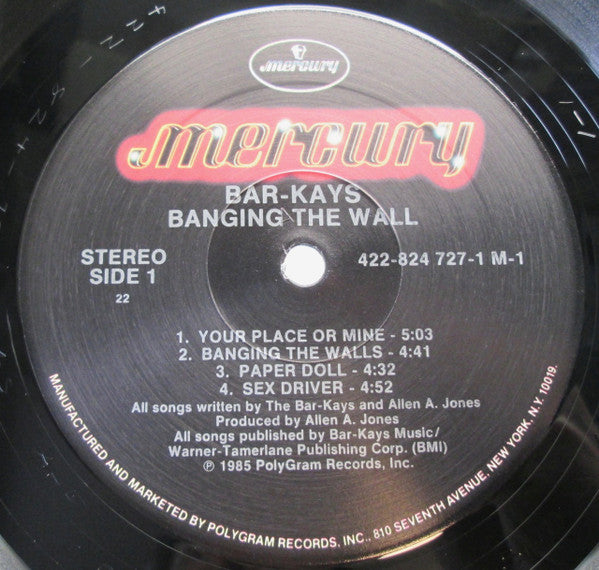 mercury
mercury
BAR-KAYS
BANGING THE WALL
STEREO
SIDE 1
22
422-824 727-1 M-1
1. YOUR PLACE OR MINE - 5:03
2. BANGING THE WALLS - 4:41
3. PAPER DOLL - 4:32
4. SEX DRIVER - 4:52
All songs written by The Bar-Kays and Allen A. Jones
Produced by Allen A. Jones
All songs published by Bar-Kays Music/
Warner-Tamerlane Publishing Corp. (BMI)
℗ 1985 PolyGram Records, Inc.
MANUFACTURED AND MARKETED BY POLYGRAM RECORDS, INC., 810 SEVENTH AVENUE, NEW YORK, N.Y. 10019.